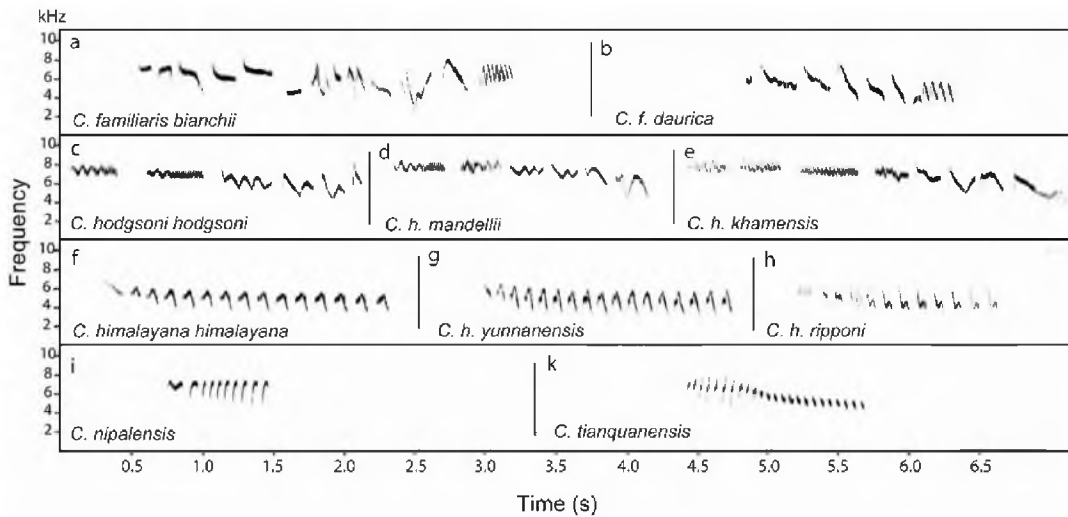 kHz
10
8
6
4
2
a
C. familiaris bianchii
b
C. f. daurica
10
8
6
4
2
c
C. hodgsoni hodgsoni
d
C. h. mandellii
e
C. h. khamensis
10
8
6
4
2
f
C. himalayana himalayana
g
C. h. yunnanensis
h
C. h. ripponi
10
8
6
4
2
i
C. nipalensis
k
C. tianquanensis
Frequency
0.5 1.0 1.5 2.0 2.5 3.0 3.5 4.0 4.5 5.0 5.5 6.0 6.5
Time (s)